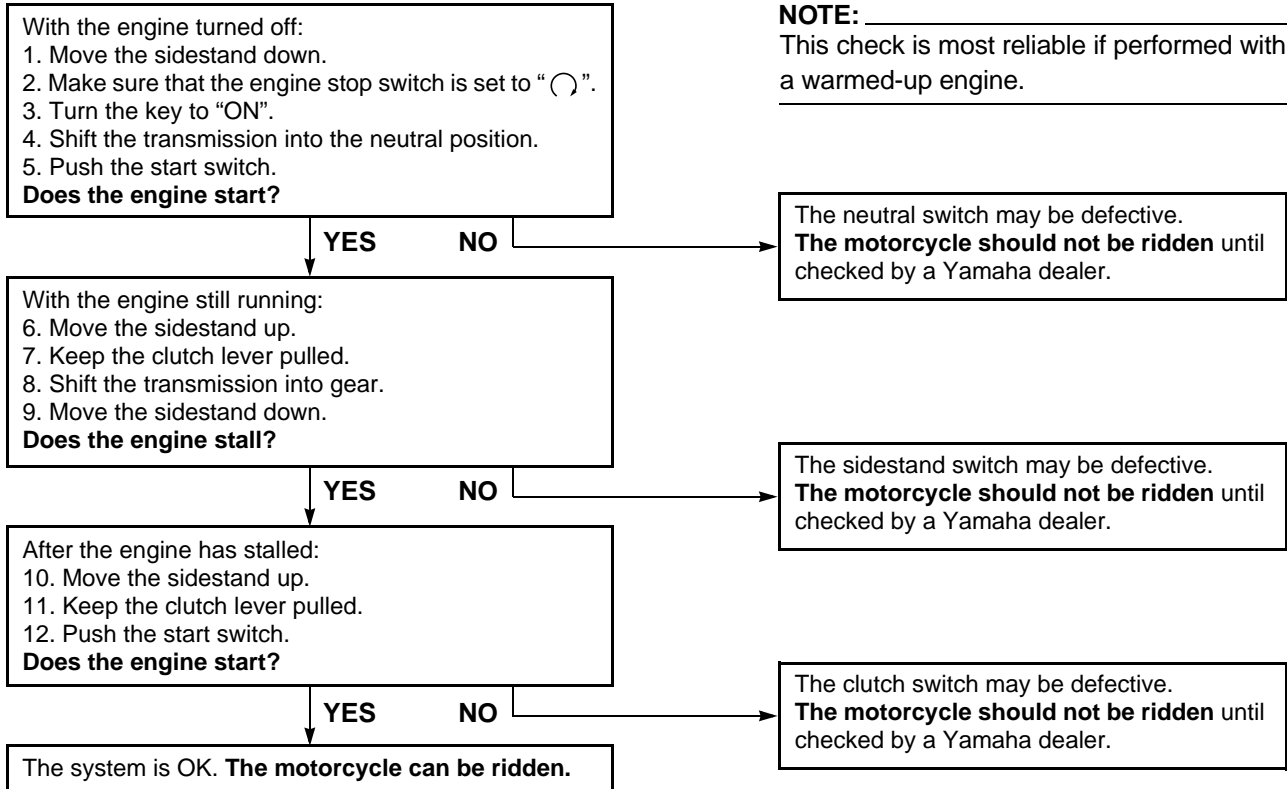 With the engine turned off:
1. Move the sidestand down.
2. Make sure that the engine stop switch is set to “ ”.
3. Turn the key to “ON”.
4. Shift the transmission into the neutral position.
5. Push the start switch.
Does the engine start?
NOTE:
This check is most reliable if performed with
a warmed-up engine.
YES NO
The neutral switch may be defective.
The motorcycle should not be ridden until
checked by a Yamaha dealer.
With the engine still running:
6. Move the sidestand up.
7. Keep the clutch lever pulled.
8. Shift the transmission into gear.
9. Move the sidestand down.
Does the engine stall?
YES NO
The sidestand switch may be defective.
The motorcycle should not be ridden until
checked by a Yamaha dealer.
After the engine has stalled:
10. Move the sidestand up.
11. Keep the clutch lever pulled.
12. Push the start switch.
Does the engine start?
YES NO
The clutch switch may be defective.
The motorcycle should not be ridden until
checked by a Yamaha dealer.
The system is OK. The motorcycle can be ridden.